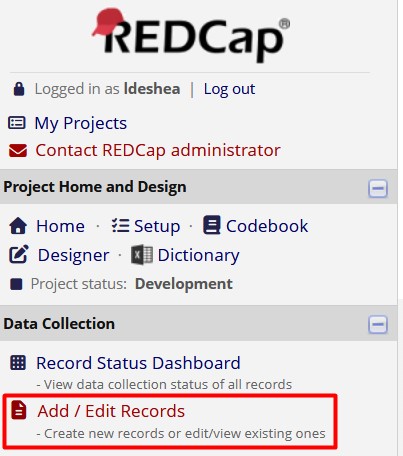 REDCap®
Logged in as ldeshea | Log out
My Projects
Contact REDCap administrator
Project Home and Design
Home · Setup · Codebook
Designer · Dictionary
Project status: Development
Data Collection
Record Status Dashboard
- View data collection status of all records
Add / Edit Records
- Create new records or edit/view existing ones